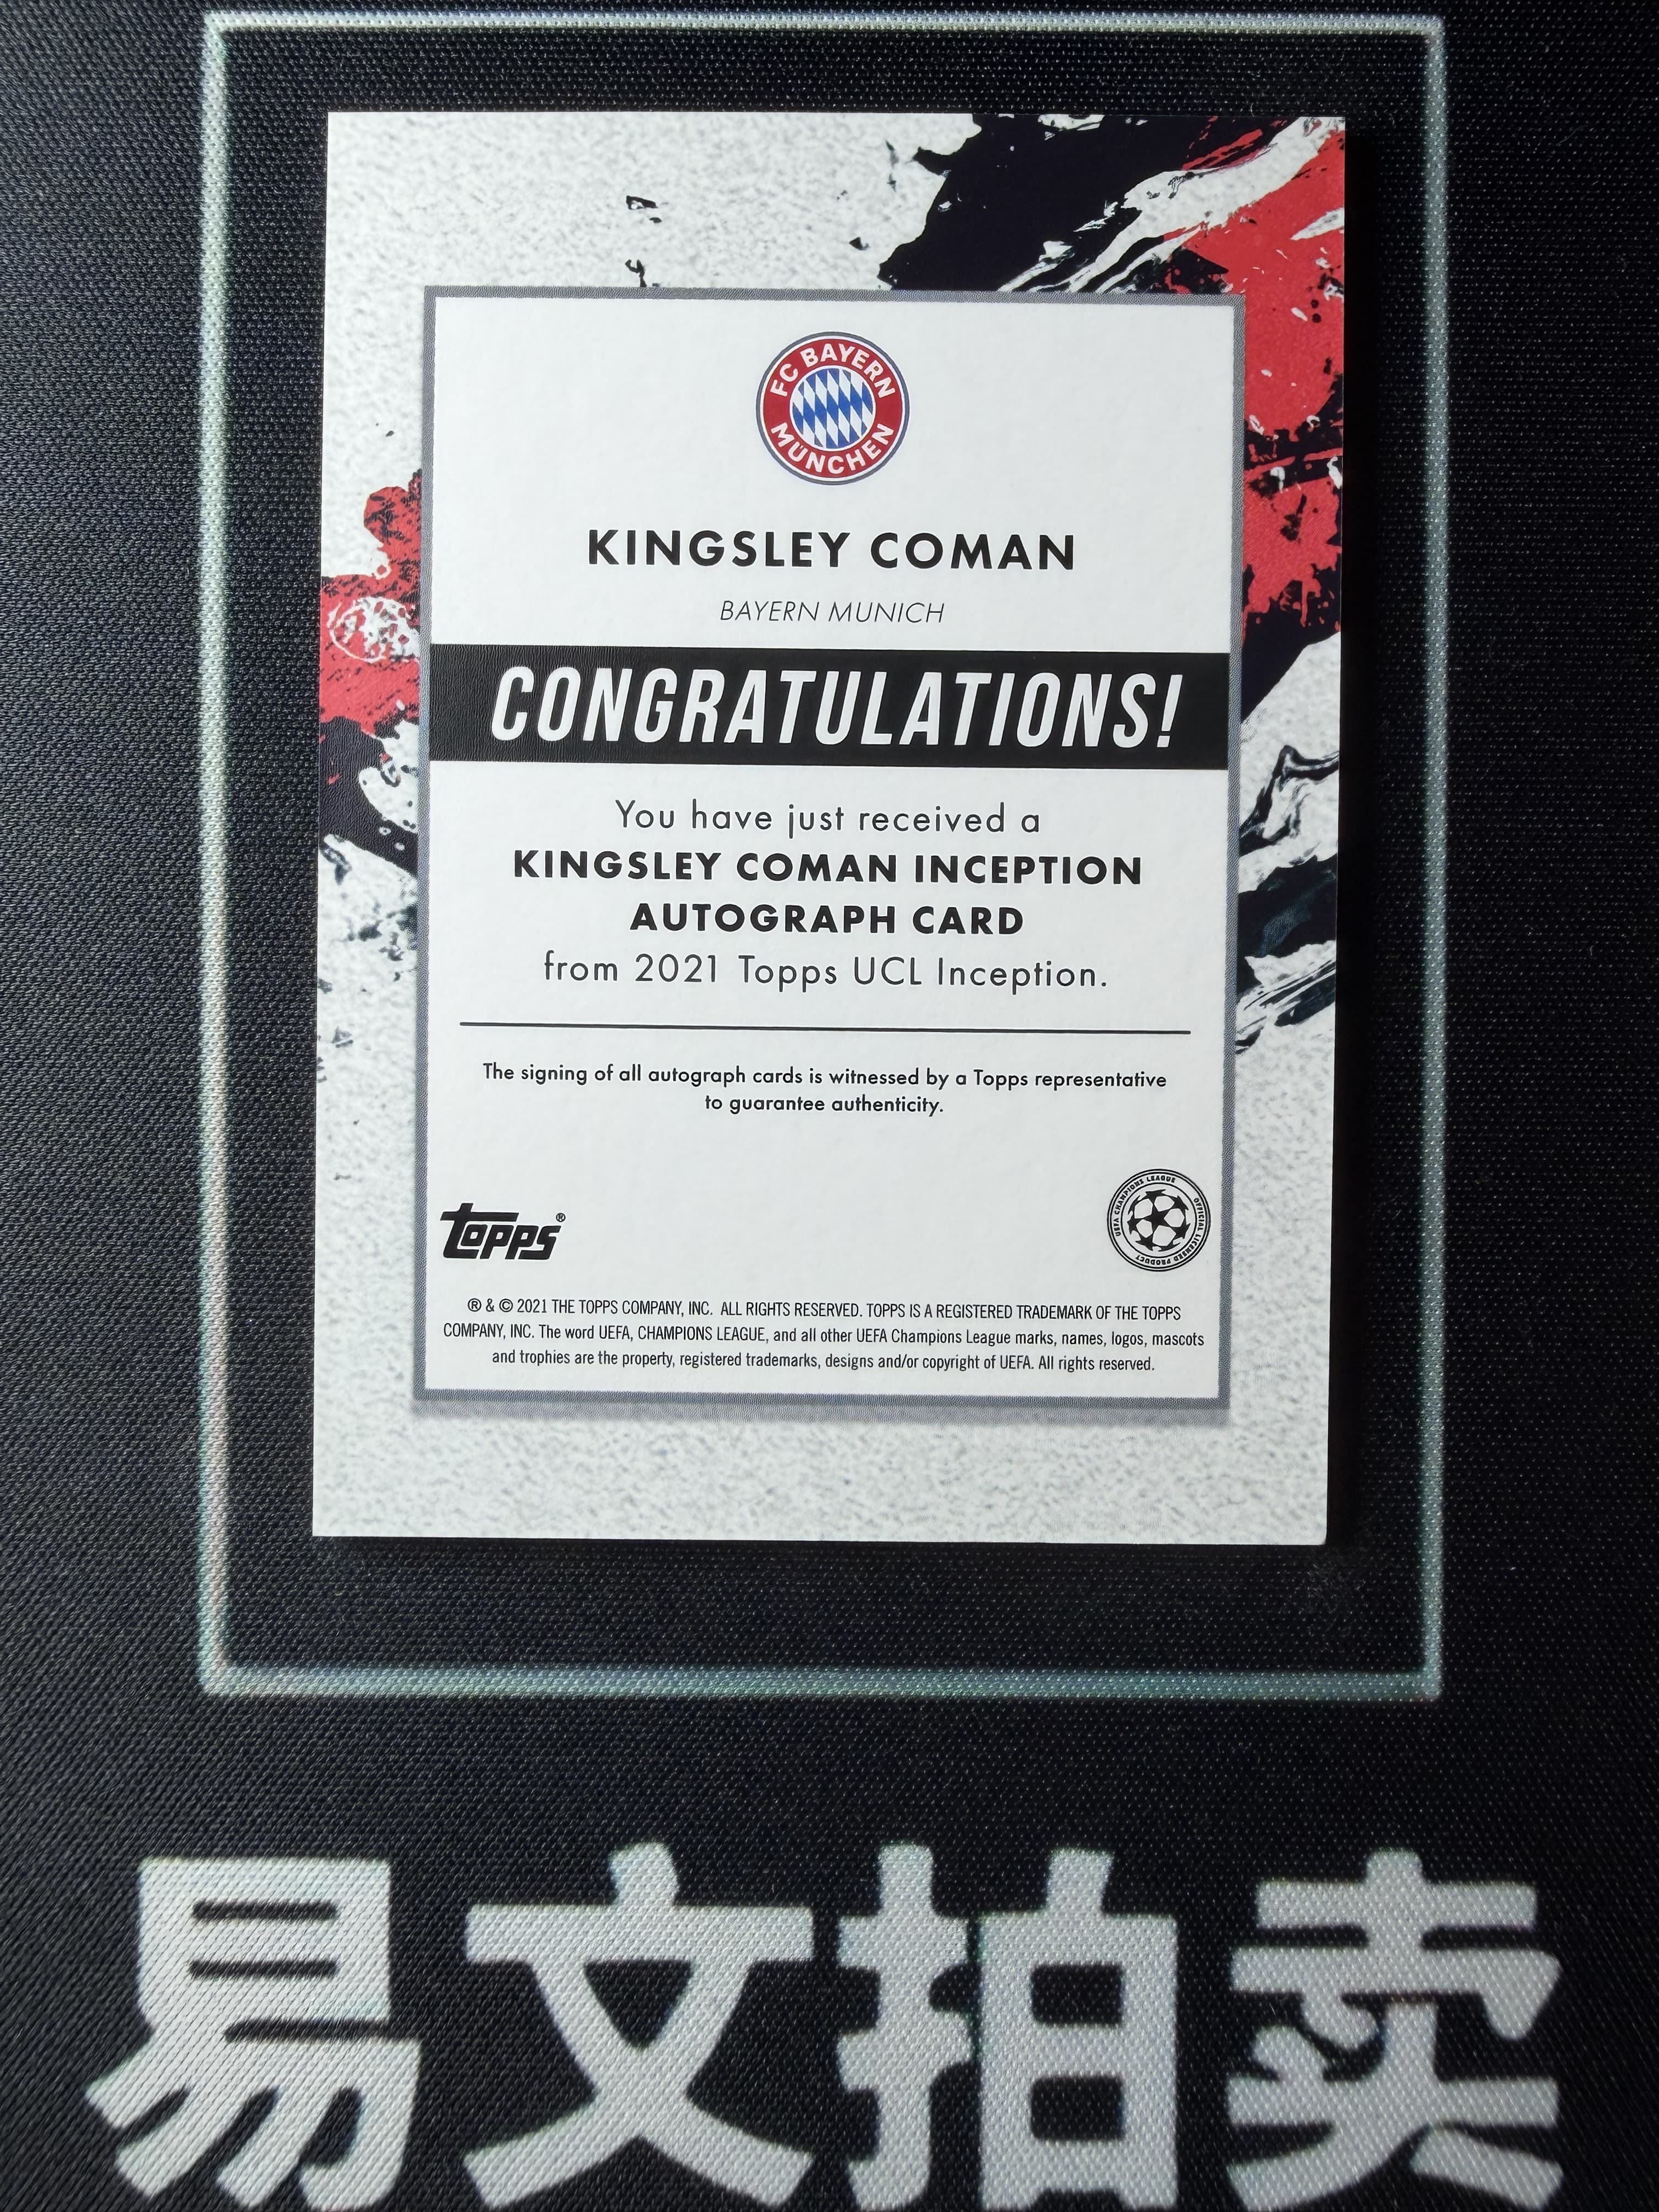 FC BAYERN
MÜNCHEN
KINGSLEY COMAN
BAYERN MUNICH
CONGRATULATIONS!
You have just received a
KINGSLEY COMAN INCEPTION
AUTOGRAPH CARD
from 2021 Topps UCL Inception.
The signing of all autograph cards is witnessed by a Topps representative
to guarantee authenticity.
Topps®
UEFA CHAMPIONS LEAGUE
OFFICIAL LICENSED PRODUCT
® & © 2021 THE TOPPS COMPANY, INC. ALL RIGHTS RESERVED. TOPPS IS A REGISTERED TRADEMARK OF THE TOPPS
COMPANY, INC. The word UEFA, CHAMPIONS LEAGUE, and all other UEFA Champions League marks, names, logos, mascots
and trophies are the property, registered trademarks, designs and/or copyright of UEFA. All rights reserved.
易文拍卖